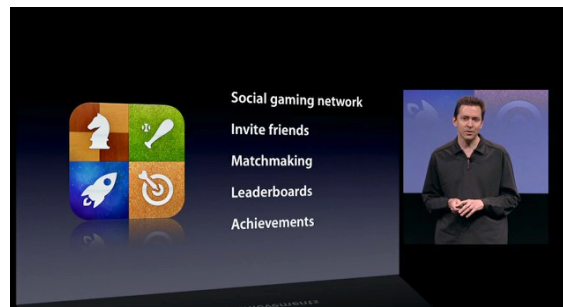 Social gaming network
Invite friends
Matchmaking
Leaderboards
Achievements